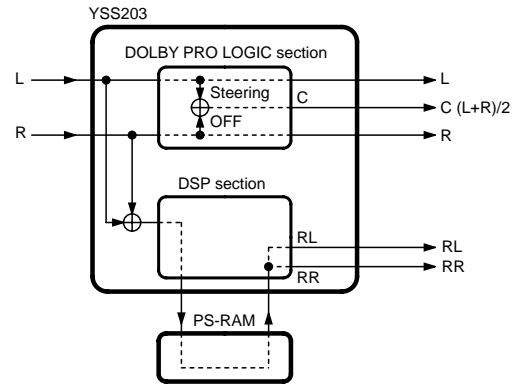 YSS203
DOLBY PRO LOGIC section
L
L
Steering
C
C (L+R)/2
OFF
R
R
DSP section
RL
RL
RR
RR
PS-RAM